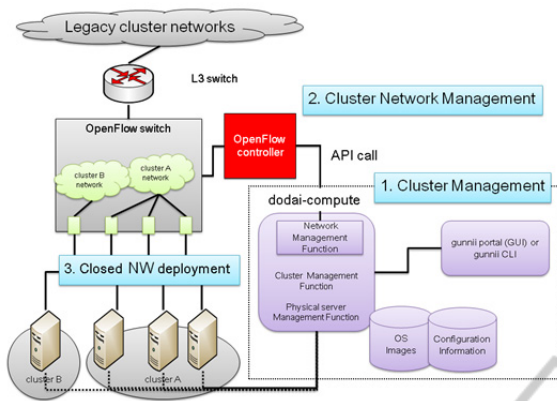 Legacy cluster networks
L3 switch
2. Cluster Network Management
OpenFlow switch
OpenFlow
controller
cluster B
network
cluster A
network
API call
1. Cluster Management
dodai-compute
Network
Management
Function
gunnii portal (GUI) or
gunnii CLI
3. Closed NW deployment
Cluster Management
Function
Physical server
Management Function
OS
Images
Configuration
Information
cluster B
cluster A